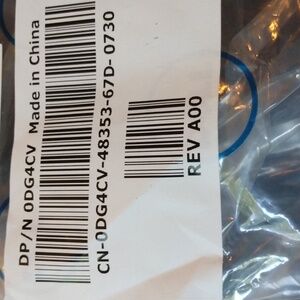 DP/N 0DG4CV Made in China
CN-0DG4CV-48353-67D-0730
REV A00